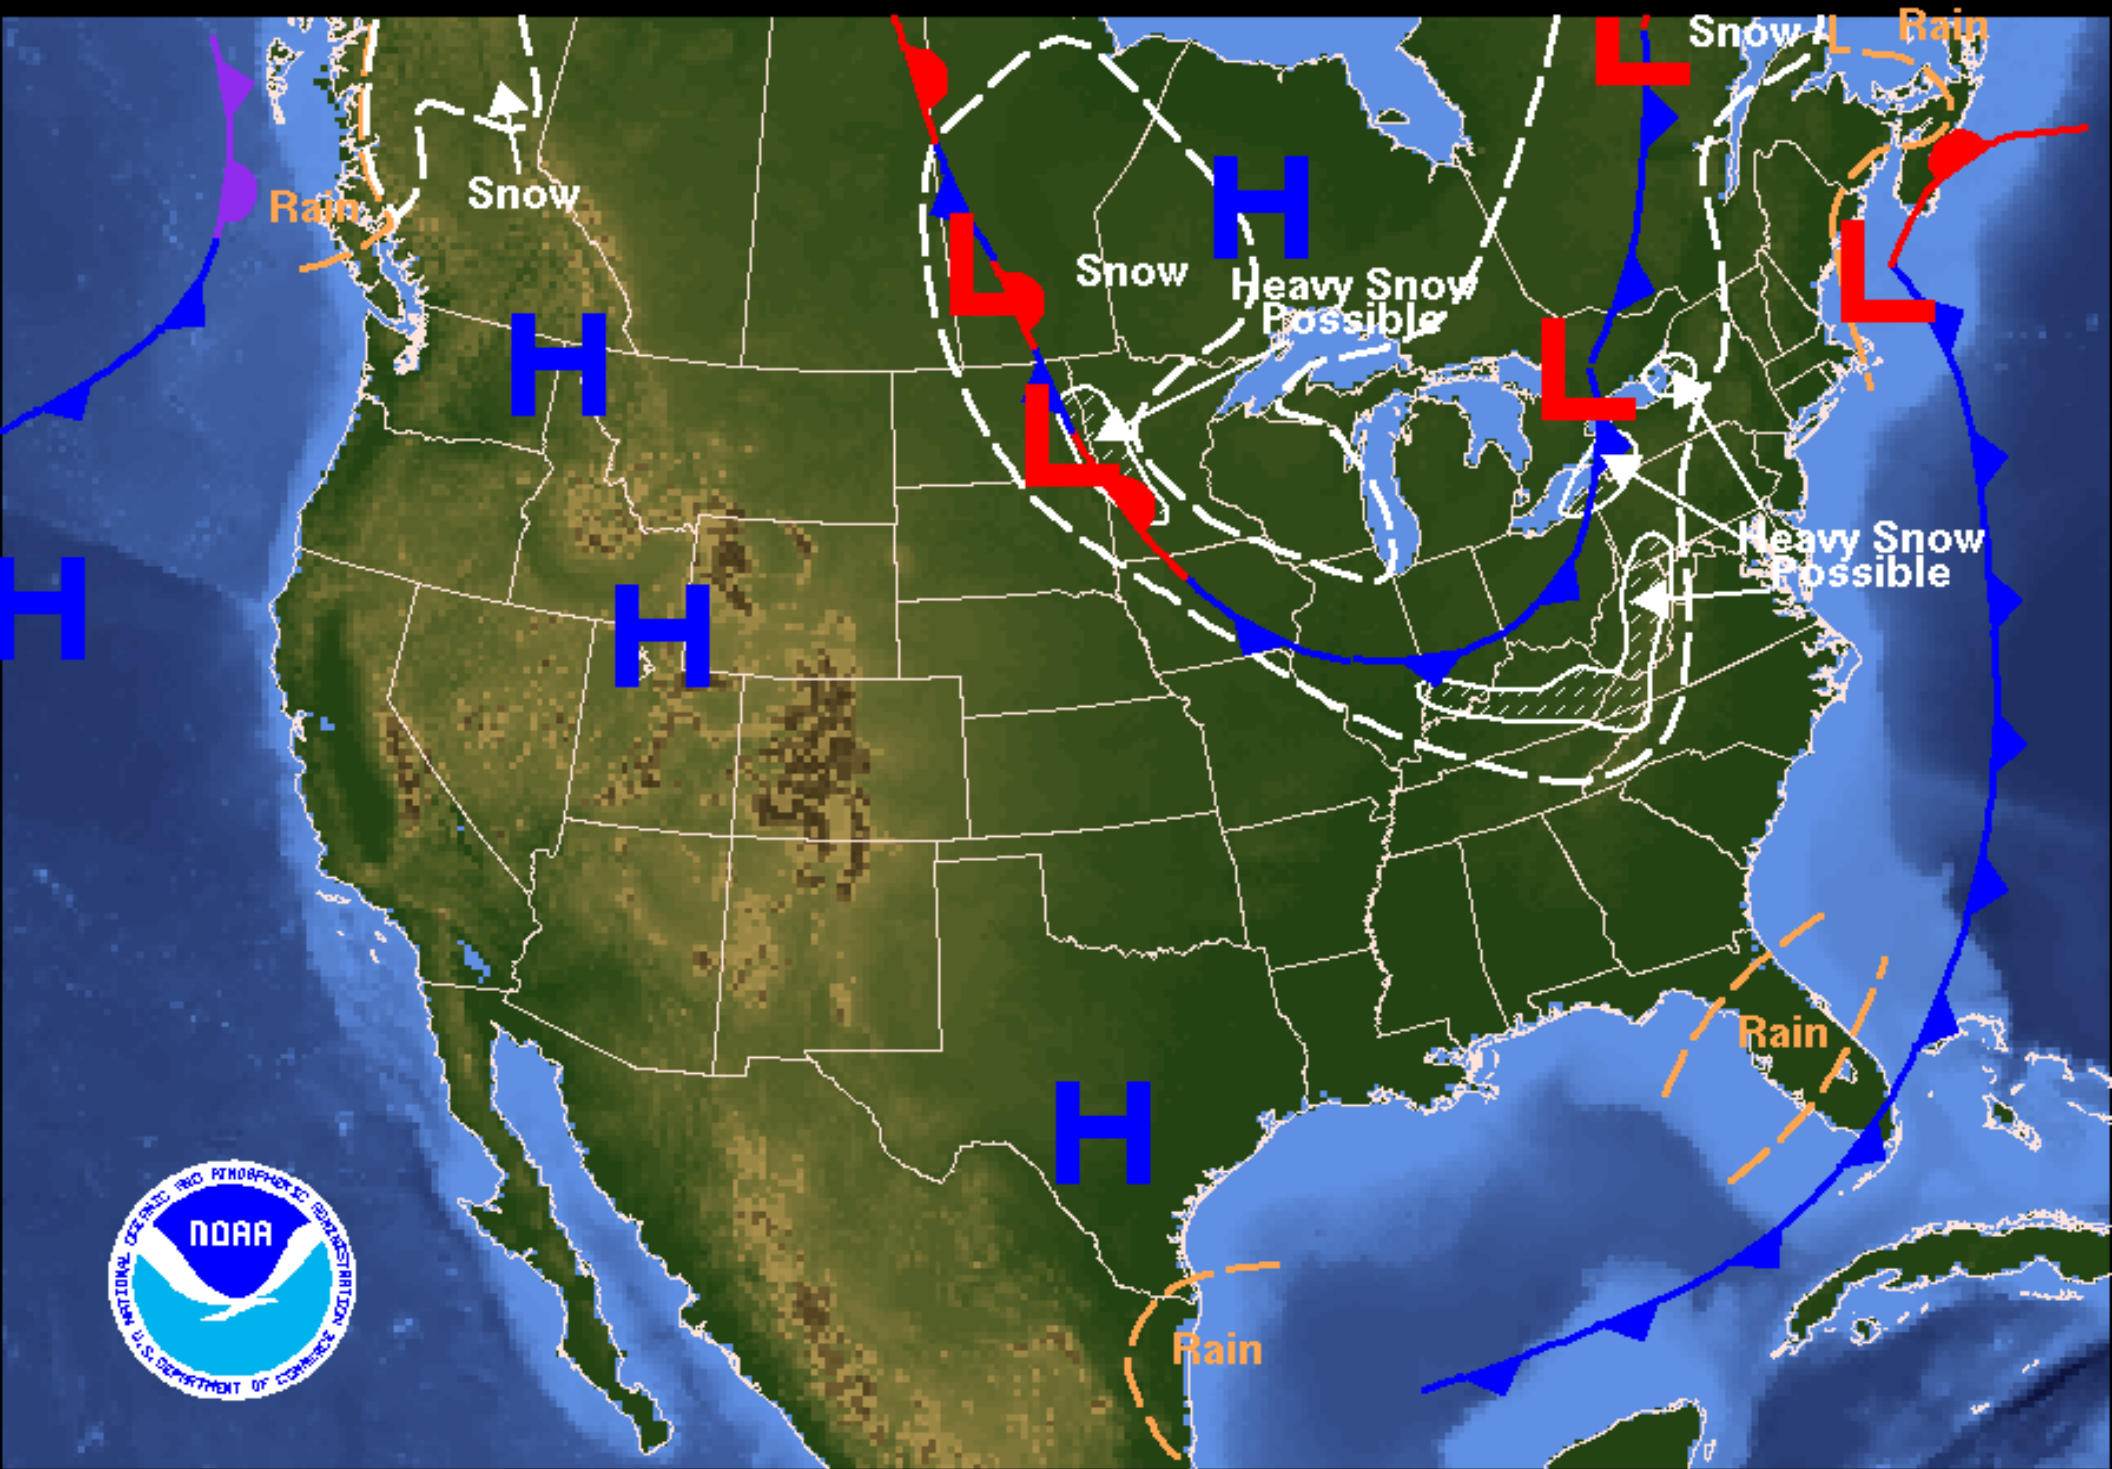 Snow
L
Rain
L
Rain
Snow
H
L
Snow
Heavy Snow
Possible
L
H
L
L
Heavy Snow
Possible
H
H
Rain
H
Rain
NOAA
NATIONAL OCEANIC AND ATMOSPHERIC ADMINISTRATION
U.S. DEPARTMENT OF COMMERCE